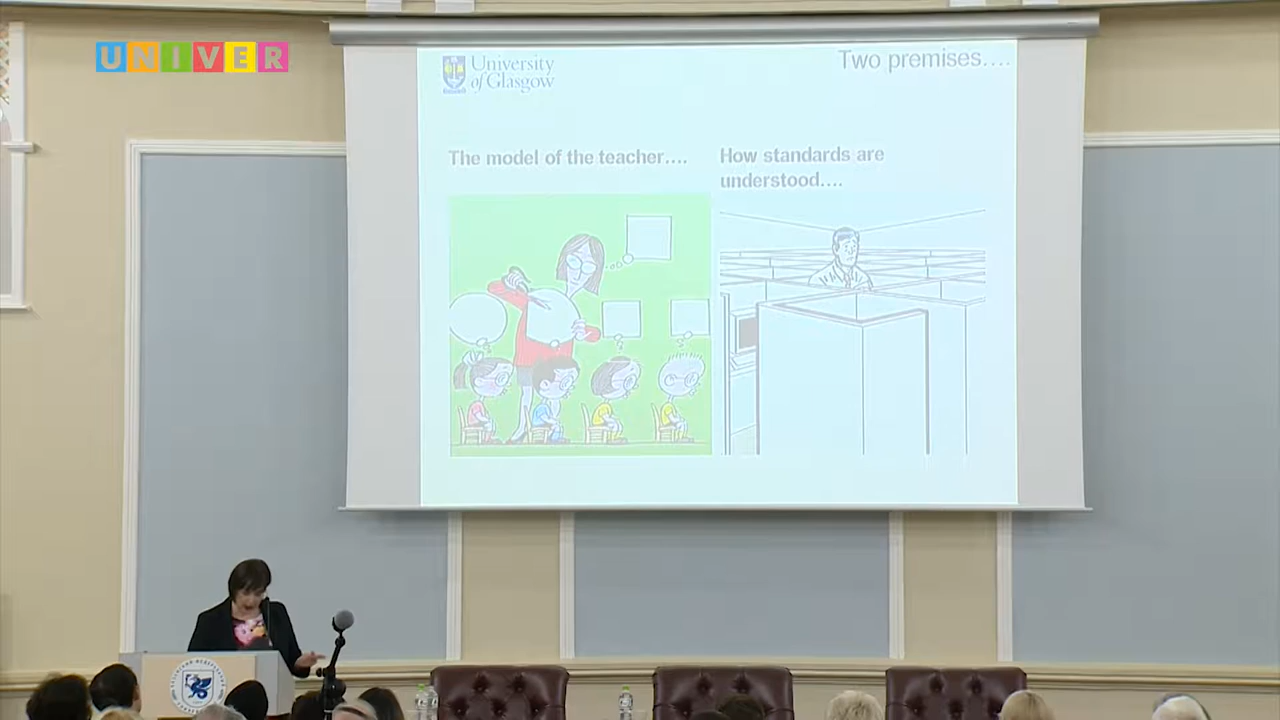 UNIVER
University
of Glasgow
Two premises....
The model of the teacher....
How standards are
understood....